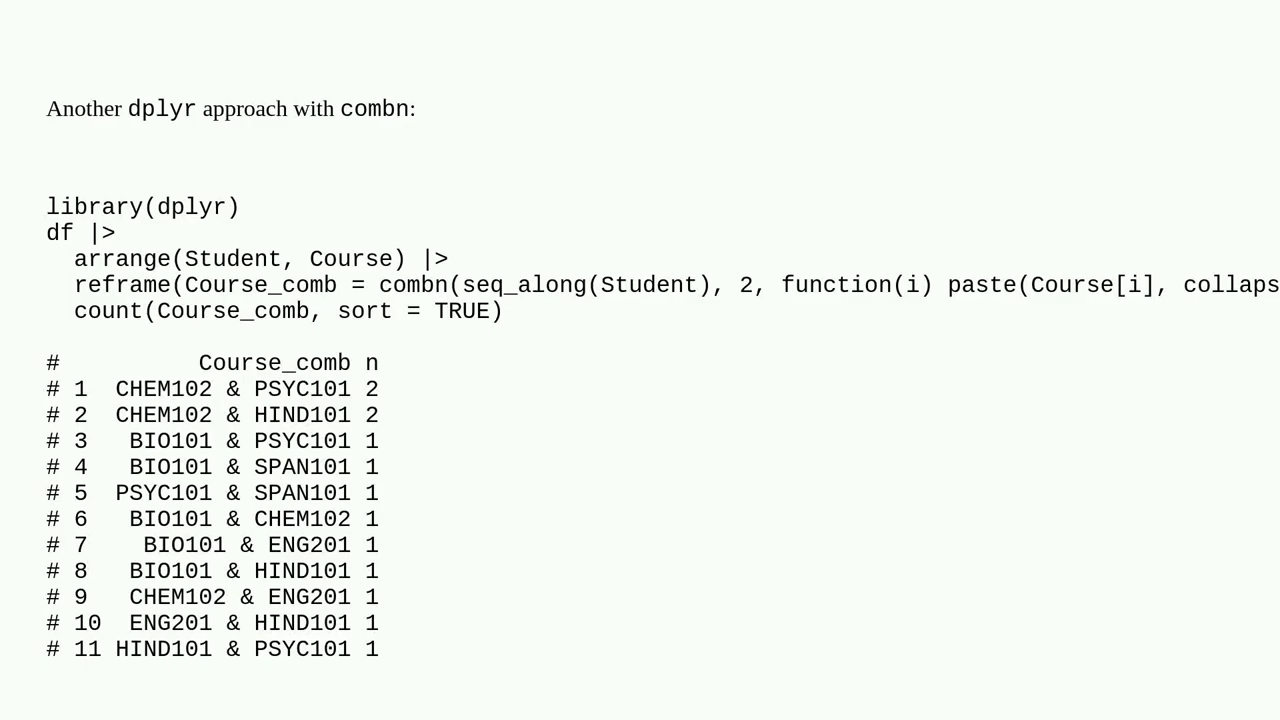 Another dplyr approach with combn:
library(dplyr)
df |>
  arrange(Student, Course) |>
  reframe(Course_comb = combn(seq_along(Student), 2, function(i) paste(Course[i], collaps
  count(Course_comb, sort = TRUE)
#          Course_comb n
# 1  CHEM102 & PSYC101 2
# 2  CHEM102 & HIND101 2
# 3   BIO101 & PSYC101 1
# 4   BIO101 & SPAN101 1
# 5  PSYC101 & SPAN101 1
# 6   BIO101 & CHEM102 1
# 7    BIO101 & ENG201 1
# 8   BIO101 & HIND101 1
# 9   CHEM102 & ENG201 1
# 10  ENG201 & HIND101 1
# 11 HIND101 & PSYC101 1